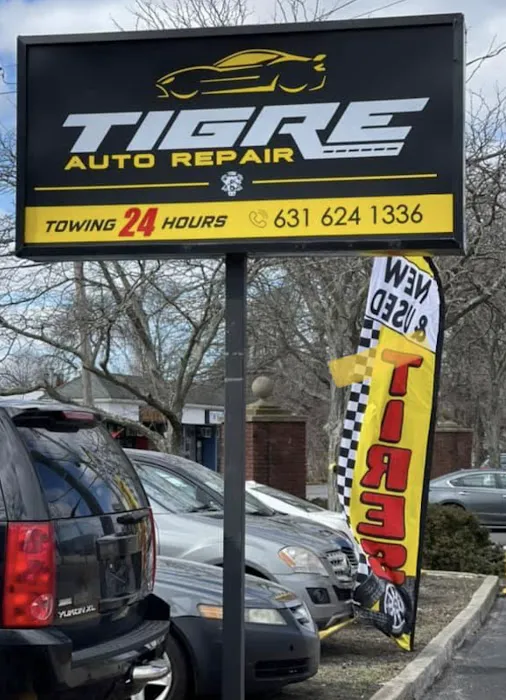 TIGRE
AUTO REPAIR
TOWING 24 HOURS
631 624 1336
NEW
& USED
TIRES
YUKON XL